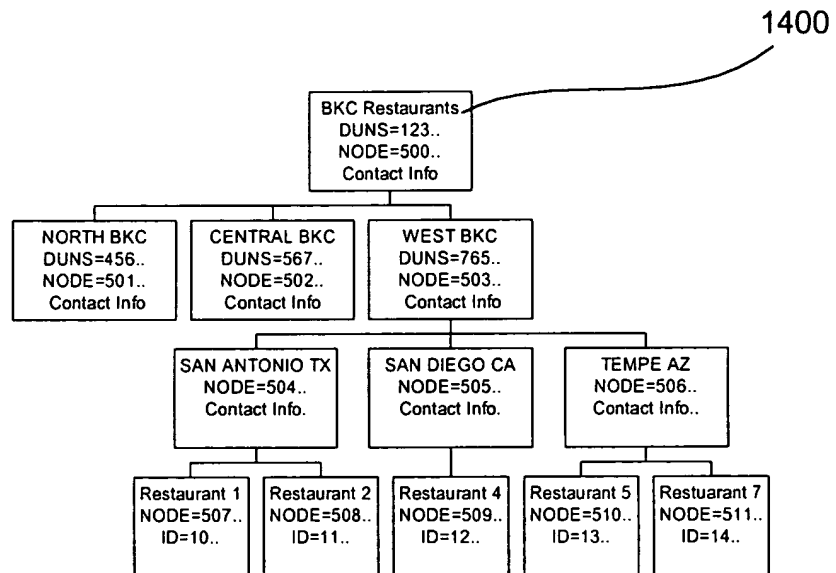 1400
BKC Restaurants
DUNS=123..
NODE=500..
Contact Info
NORTH BKC
DUNS=456..
NODE=501..
Contact Info
CENTRAL BKC
DUNS=567..
NODE=502..
Contact Info
WEST BKC
DUNS=765..
NODE=503..
Contact Info
SAN ANTONIO TX
NODE=504..
Contact Info.
SAN DIEGO CA
NODE=505..
Contact Info.
TEMPE AZ
NODE=506..
Contact Info..
Restaurant 1
NODE=507..
ID=10..
Restaurant 2
NODE=508..
ID=11..
Restaurant 4
NODE=509..
ID=12..
Restaurant 5
NODE=510..
ID=13..
Restuarant 7
NODE=511..
ID=14..